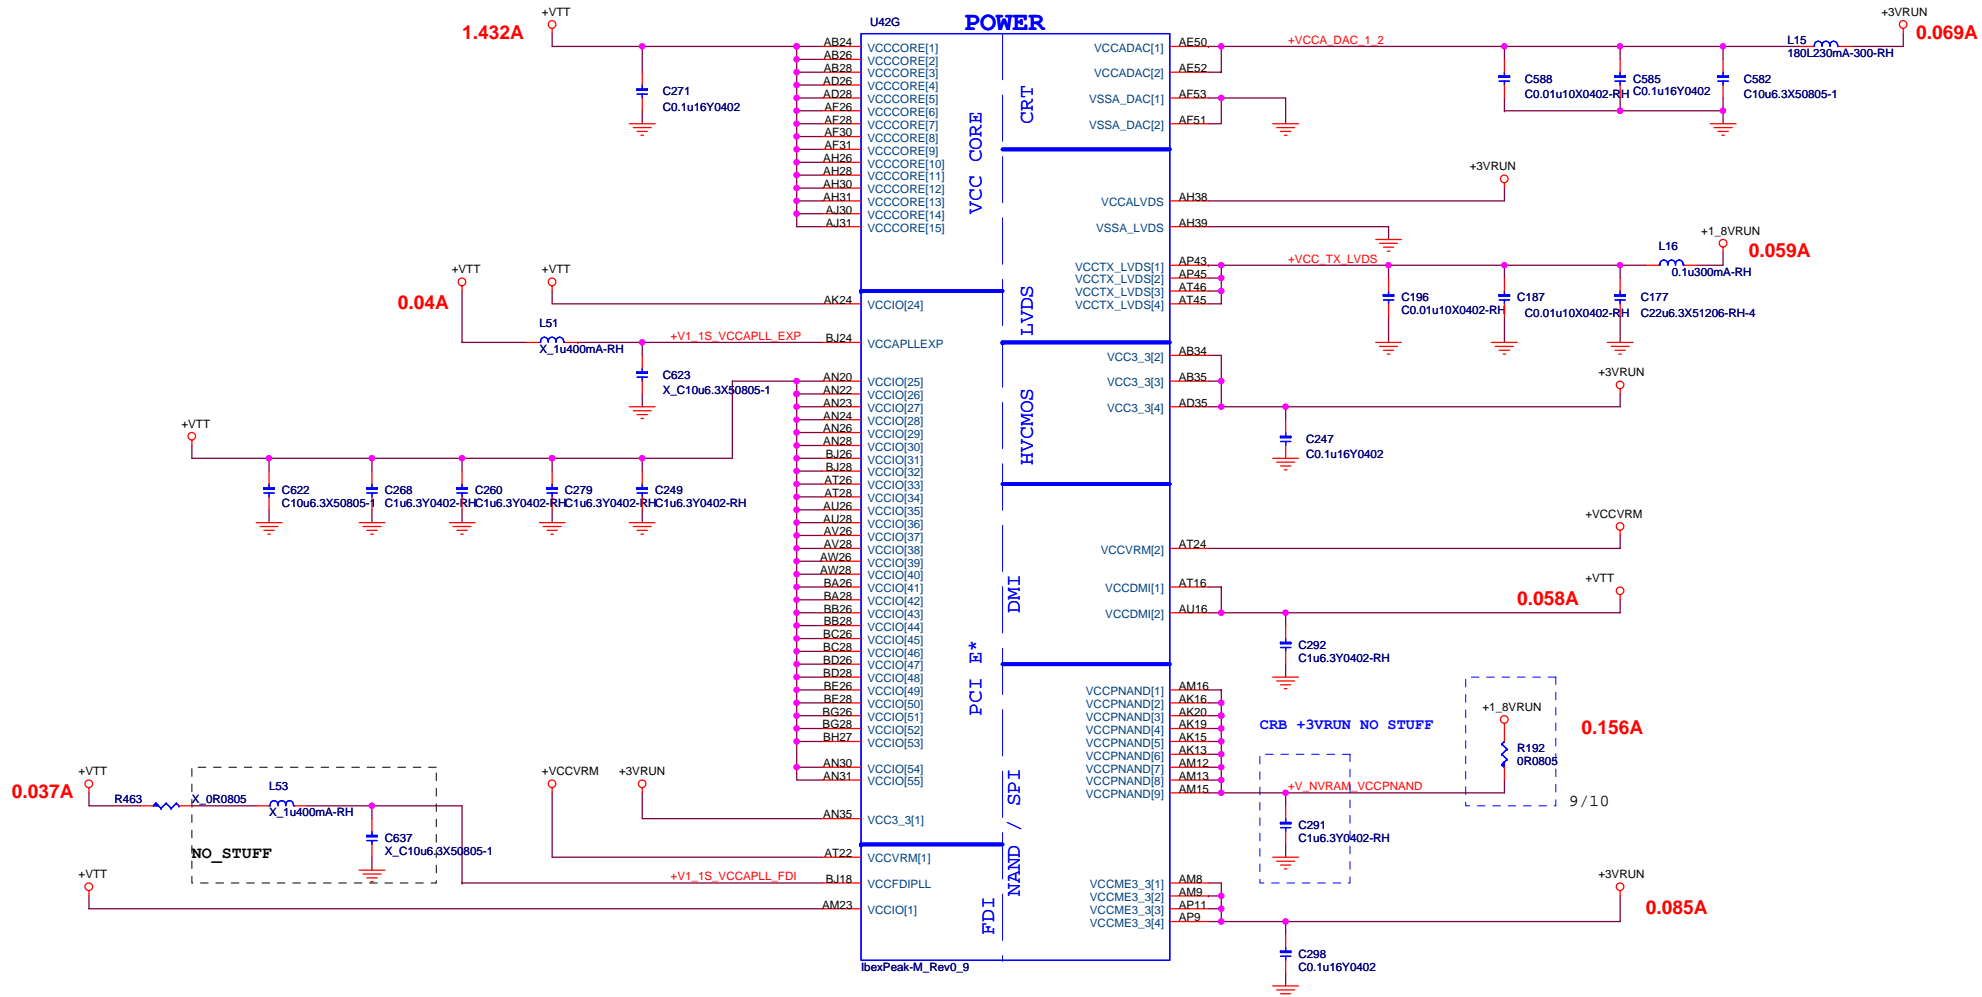 POWER
U42G
+VTT
1.432A
C271
C0.1u16Y0402
AB24 VCCCORE[1]
AB26 VCCCORE[2]
AB28 VCCCORE[3]
AD26 VCCCORE[4]
AD28 VCCCORE[5]
AF26 VCCCORE[6]
AF28 VCCCORE[7]
AF30 VCCCORE[8]
AF31 VCCCORE[9]
AH26 VCCCORE[10]
AH28 VCCCORE[11]
AH30 VCCCORE[12]
AH31 VCCCORE[13]
AJ30 VCCCORE[14]
AJ31 VCCCORE[15]
VCC CORE
+VTT
+VTT
0.04A
AK24 VCCIO[24]
L51
X_1u400mA-RH
+V1_1S_VCCAPLL_EXP
BJ24 VCCAPLLEXP
C623
X_C10u6.3X50805-1
+VTT
C622
C10u6.3X50805-1
C268
C1u6.3Y0402-RH
C260
C1u6.3Y0402-RH
C279
C1u6.3Y0402-RH
C249
C1u6.3Y0402-RH
AN20 VCCIO[25]
AN22 VCCIO[26]
AN23 VCCIO[27]
AN24 VCCIO[28]
AN26 VCCIO[29]
AN28 VCCIO[30]
BJ26 VCCIO[31]
BJ28 VCCIO[32]
AT26 VCCIO[33]
AT28 VCCIO[34]
AU26 VCCIO[35]
AU28 VCCIO[36]
AV26 VCCIO[37]
AV28 VCCIO[38]
AW26 VCCIO[39]
AW28 VCCIO[40]
BA26 VCCIO[41]
BA28 VCCIO[42]
BB26 VCCIO[43]
BB28 VCCIO[44]
BC26 VCCIO[45]
BC28 VCCIO[46]
BD26 VCCIO[47]
BD28 VCCIO[48]
BE26 VCCIO[49]
BE28 VCCIO[50]
BG26 VCCIO[51]
BG28 VCCIO[52]
BH27 VCCIO[53]
AN30 VCCIO[54]
AN31 VCCIO[55]
PCI E*
+VTT
0.037A
R463
X_0R0805
L53
X_1u400mA-RH
C637
X_C10u6.3X50805-1
NO_STUFF
+VCCVRM
+3VRUN
AN35 VCC3_3[1]
AT22 VCCVRM[1]
+V1_1S_VCCAPLL_FDI
BJ18 VCCFDIPLL
+VTT
AM23 VCCIO[1]
FDI
IbexPeak-M_Rev0_9
CRT
VCCADAC[1] AE50
VCCADAC[2] AE52
VSSA_DAC[1] AF53
VSSA_DAC[2] AF51
+VCCA_DAC_1_2
+3VRUN
0.069A
L15
180L230mA-300-RH
C588
C0.01u10X0402-RH
C585
C0.1u16Y0402
C582
C10u6.3X50805-1
LVDS
+3VRUN
VCCALVDS AH38
VSSA_LVDS AH39
VCCTX_LVDS[1] AP43
VCCTX_LVDS[2] AP45
VCCTX_LVDS[3] AT46
VCCTX_LVDS[4] AT45
+VCC_TX_LVDS
+1_8VRUN
0.059A
L16
0.1u300mA-RH
C196
C0.01u10X0402-RH
C187
C0.01u10X0402-RH
C177
C22u6.3X51206-RH-4
HVCMOS
VCC3_3[2] AB34
VCC3_3[3] AB35
VCC3_3[4] AD35
+3VRUN
C247
C0.1u16Y0402
DMI
+VCCVRM
VCCVRM[2] AT24
VCCDMI[1] AT16
VCCDMI[2] AU16
+VTT
0.058A
C292
C1u6.3Y0402-RH
NAND / SPI
VCCPNAND[1] AM16
VCCPNAND[2] AK16
VCCPNAND[3] AK20
VCCPNAND[4] AK19
VCCPNAND[5] AK15
VCCPNAND[6] AK13
VCCPNAND[7] AM12
VCCPNAND[8] AM13
VCCPNAND[9] AM15
CRB +3VRUN NO STUFF
+V_NVRAM_VCCPNAND
C291
C1u6.3Y0402-RH
+1_8VRUN
0.156A
R192
0R0805
9/10
VCCME3_3[1] AM8
VCCME3_3[2] AM9
VCCME3_3[3] AP11
VCCME3_3[4] AP9
+3VRUN
0.085A
C298
C0.1u16Y0402